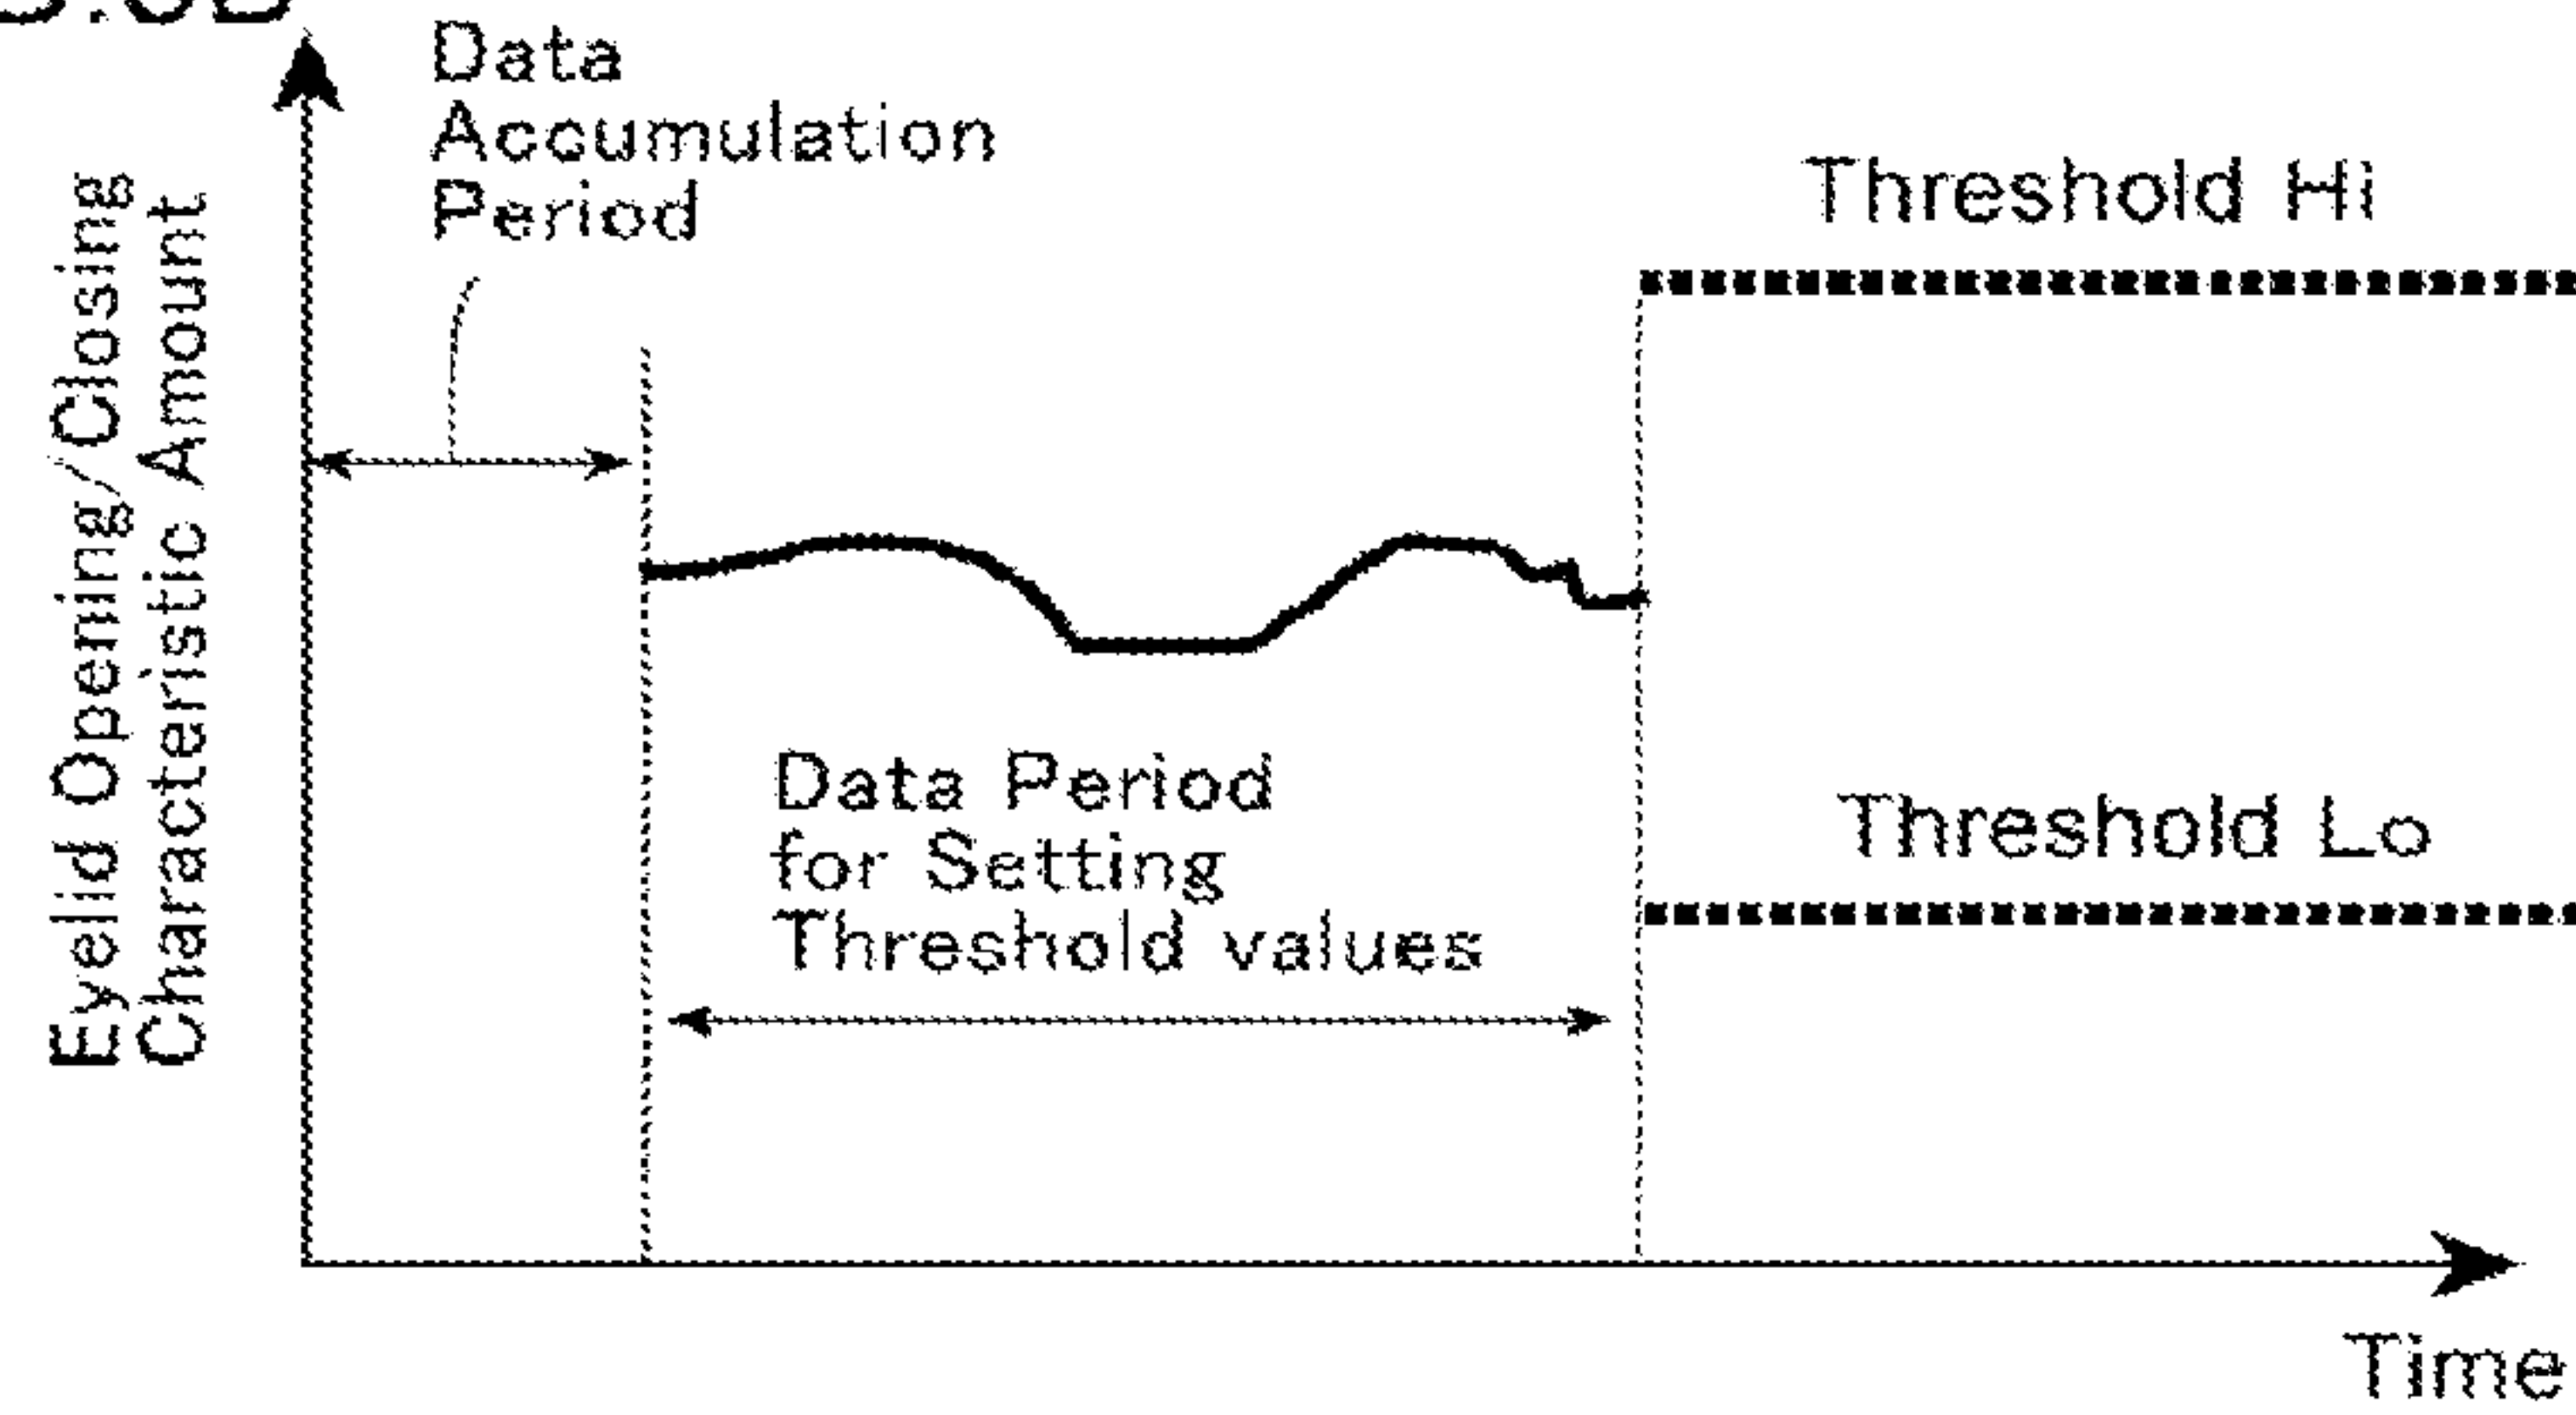 Data
Accumulation
Period
Threshold Hi
Eyelid Opening/Closing
Characteristic Amount
Data Period
for Setting
Threshold values
Threshold Lo
Time